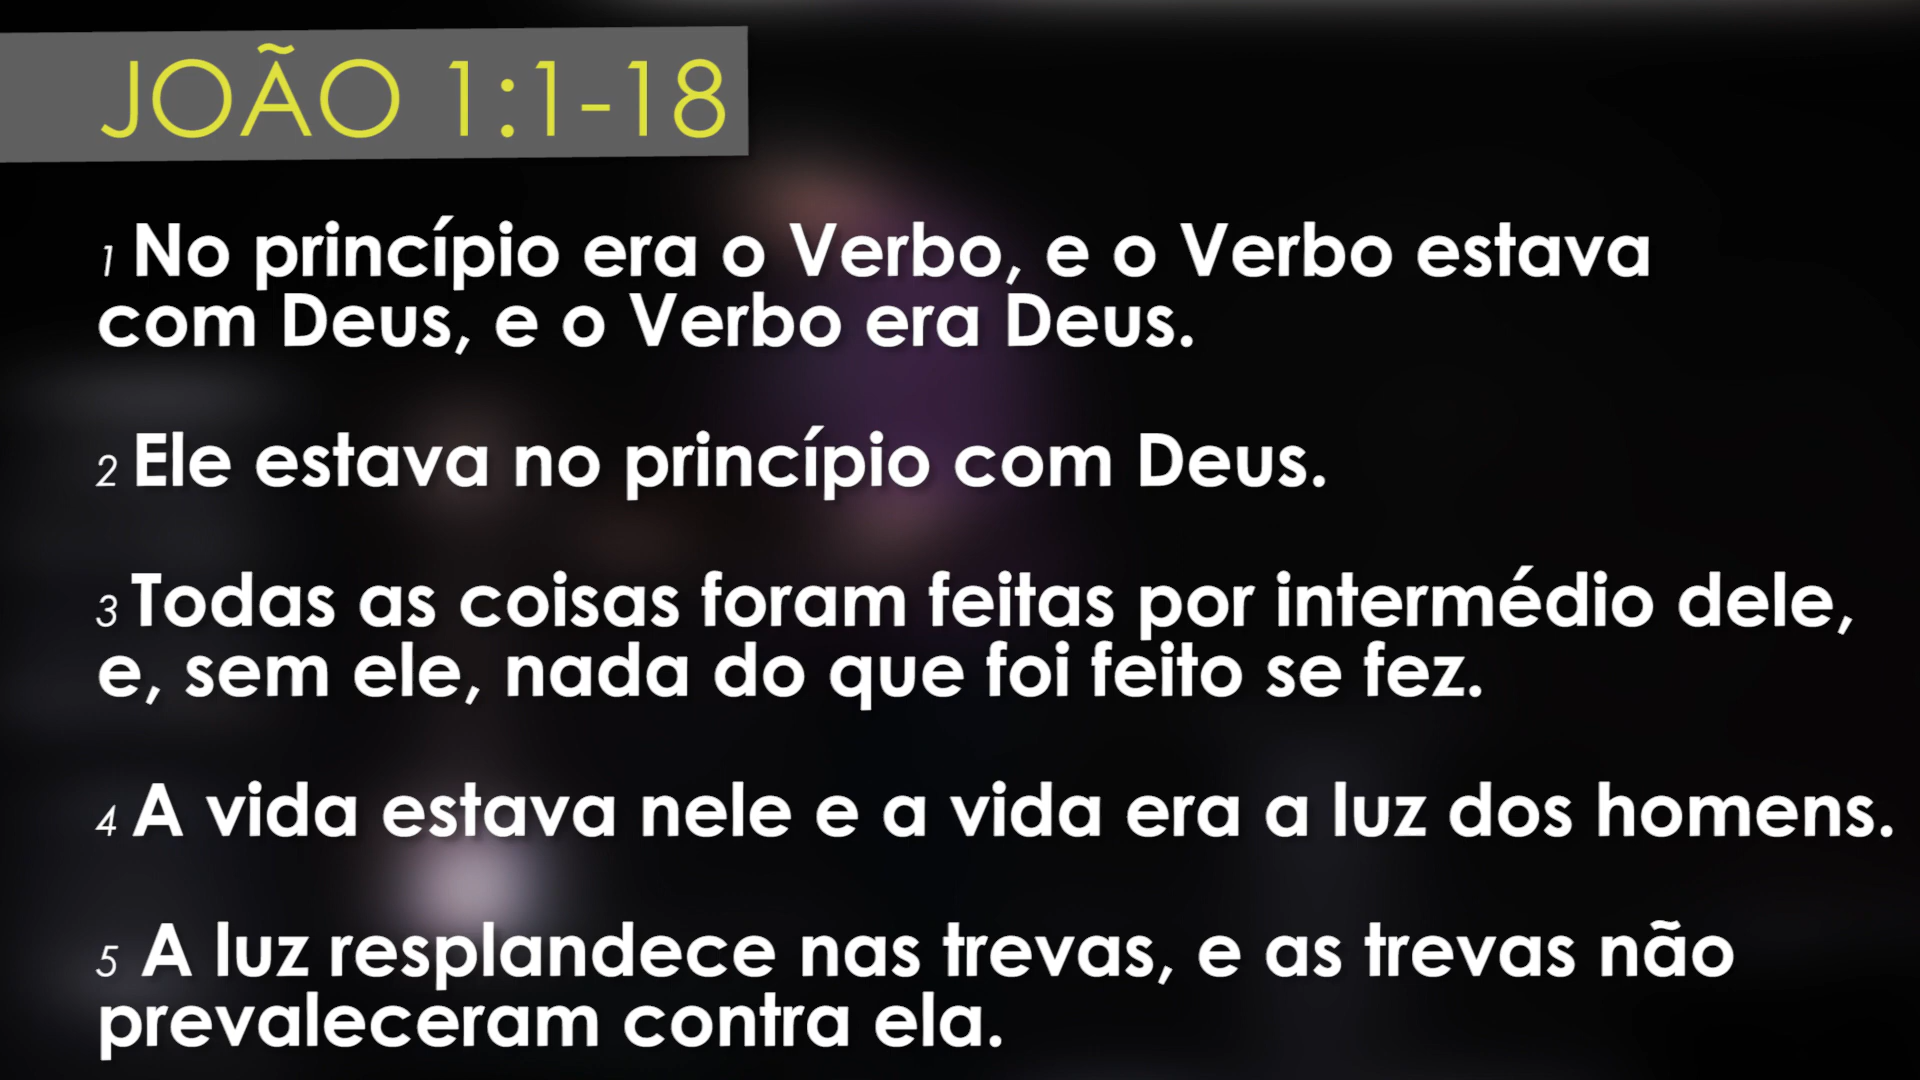 JOÃO 1:1-18
1 No princípio era o Verbo, e o Verbo estava
com Deus, e o Verbo era Deus.
2 Ele estava no princípio com Deus.
3 Todas as coisas foram feitas por intermédio dele,
e, sem ele, nada do que foi feito se fez.
4 A vida estava nele e a vida era a luz dos homens.
5 A luz resplandece nas trevas, e as trevas não
prevaleceram contra ela.